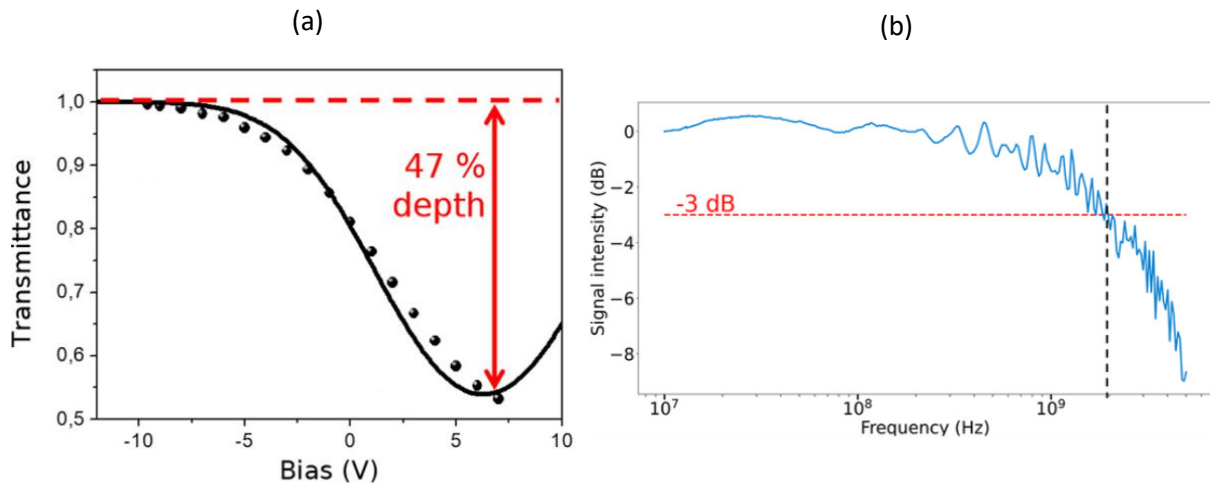 (a)
(b)
1,0
0,9
0,8
0,7
0,6
0,5
Transmittance
-10
-5
0
5
10
Bias (V)
47 %
depth
0
−2
−4
−6
−8
Signal intensity (dB)
-3 dB
10⁷
10⁸
10⁹
Frequency (Hz)